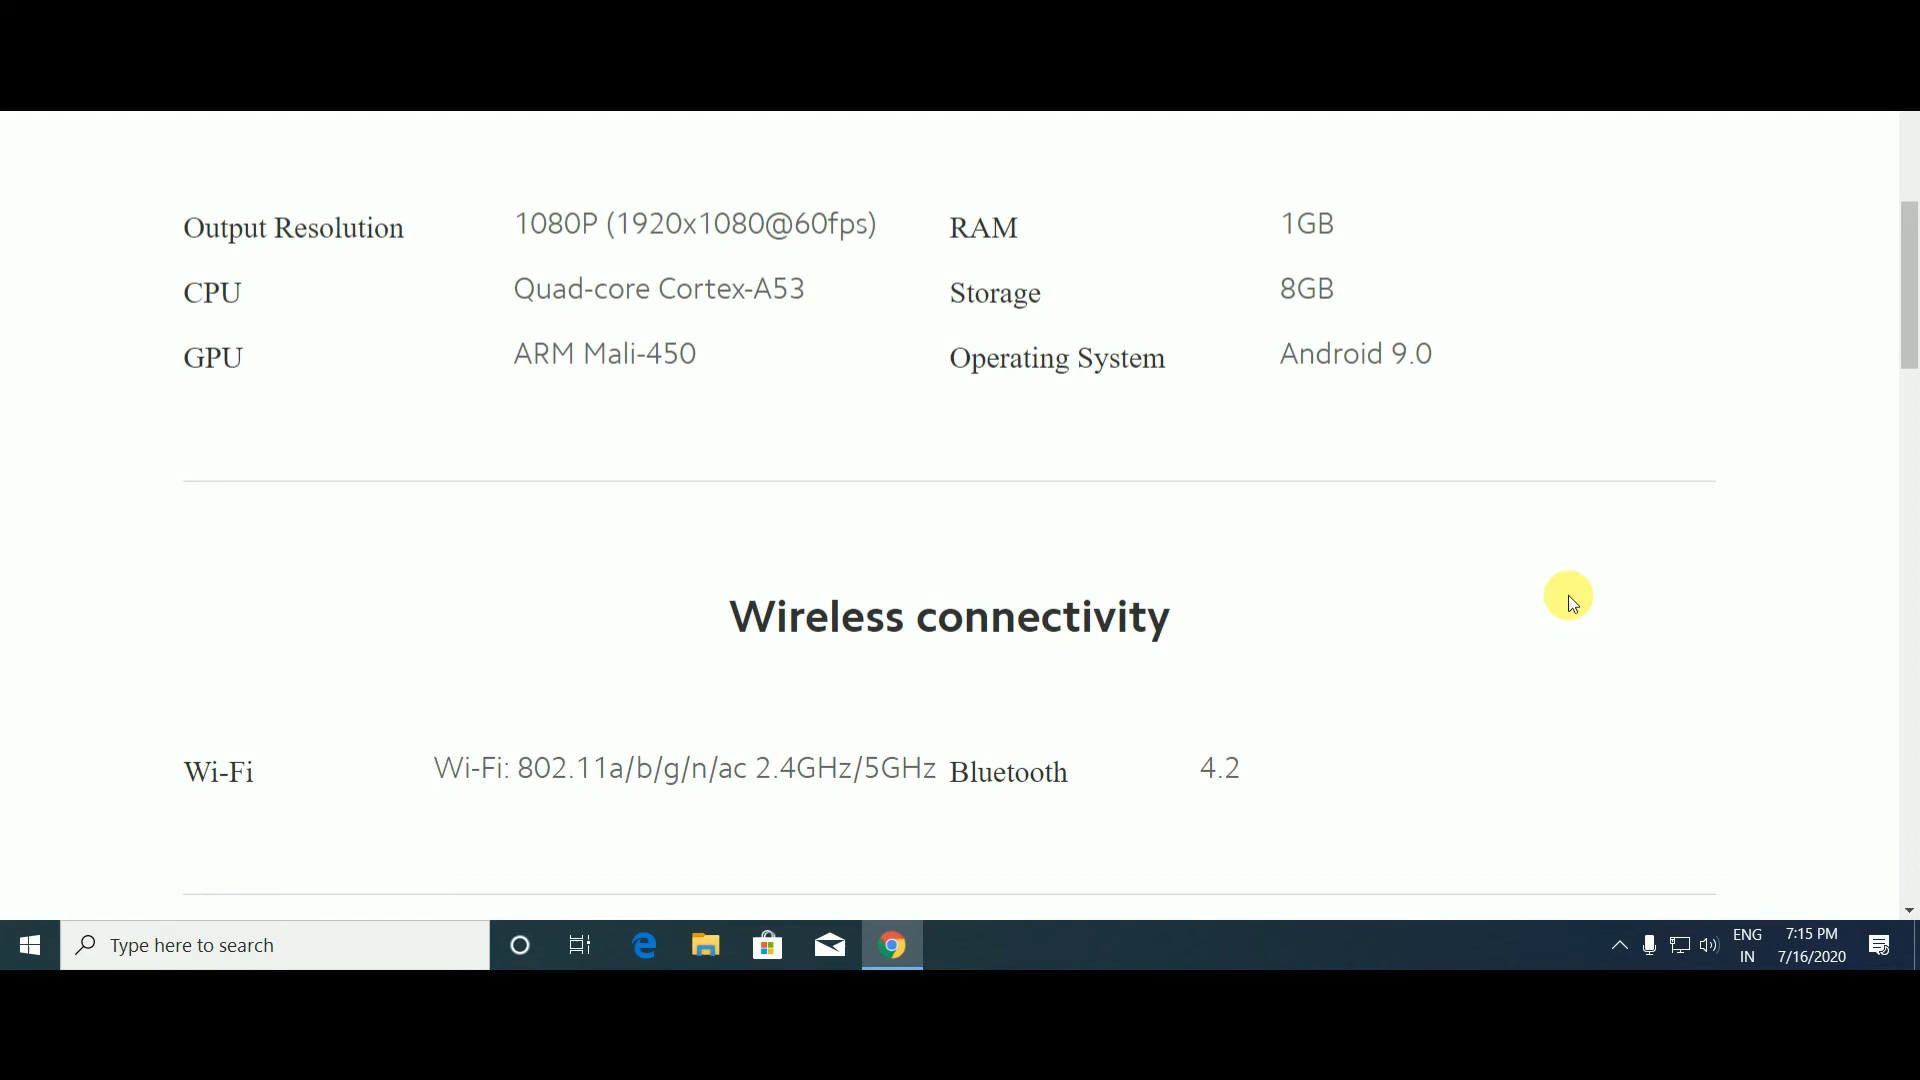 Output Resolution 1080P (1920x1080@60fps) RAM 1GB
CPU Quad-core Cortex-A53 Storage 8GB
GPU ARM Mali-450 Operating System Android 9.0
Wireless connectivity
Wi-Fi Wi-Fi: 802.11a/b/g/n/ac 2.4GHz/5GHz Bluetooth 4.2
Type here to search
ENG
IN
7:15 PM
7/16/2020